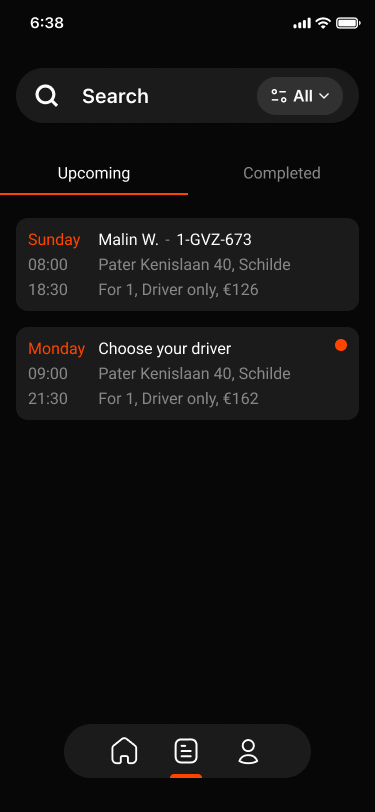 6:38
Search
All
Upcoming
Completed
Sunday Malin W. - 1-GVZ-673
08:00 Pater Kenislaan 40, Schilde
18:30 For 1, Driver only, €126
Monday Choose your driver
09:00 Pater Kenislaan 40, Schilde
21:30 For 1, Driver only, €162